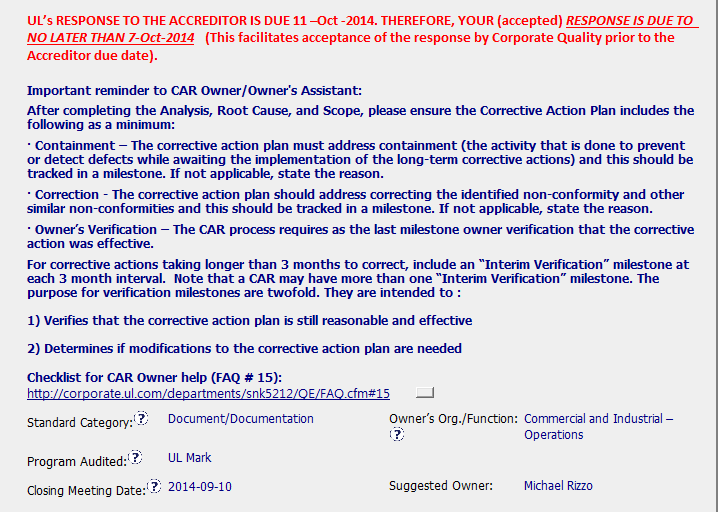 UL's RESPONSE TO THE ACCREDITOR IS DUE 11 –Oct -2014. THEREFORE, YOUR (accepted) RESPONSE IS DUE TO
NO LATER THAN 7-Oct-2014 (This facilitates acceptance of the response by Corporate Quality prior to the
Accreditor due date).
Important reminder to CAR Owner/Owner's Assistant:
After completing the Analysis, Root Cause, and Scope, please ensure the Corrective Action Plan includes the
following as a minimum:
· Containment – The corrective action plan must address containment (the activity that is done to prevent
or detect defects while awaiting the implementation of the long-term corrective actions) and this should be
tracked in a milestone. If not applicable, state the reason.
· Correction - The corrective action plan should address correcting the identified non-conformity and other
similar non-conformities and this should be tracked in a milestone. If not applicable, state the reason.
· Owner's Verification – The CAR process requires as the last milestone owner verification that the corrective
action was effective.
For corrective actions taking longer than 3 months to correct, include an "Interim Verification" milestone at
each 3 month interval. Note that a CAR may have more than one "Interim Verification" milestone. The
purpose for verification milestones are twofold. They are intended to :
1) Verifies that the corrective action plan is still reasonable and effective
2) Determines if modifications to the corrective action plan are needed
Checklist for CAR Owner help (FAQ # 15):
http://corporate.ul.com/departments/snk5212/QE/FAQ.cfm#15
Standard Category: ? Document/Documentation Owner's Org./Function: Commercial and Industrial –
? Operations
Program Audited: ? UL Mark
Closing Meeting Date: ? 2014-09-10 Suggested Owner: Michael Rizzo